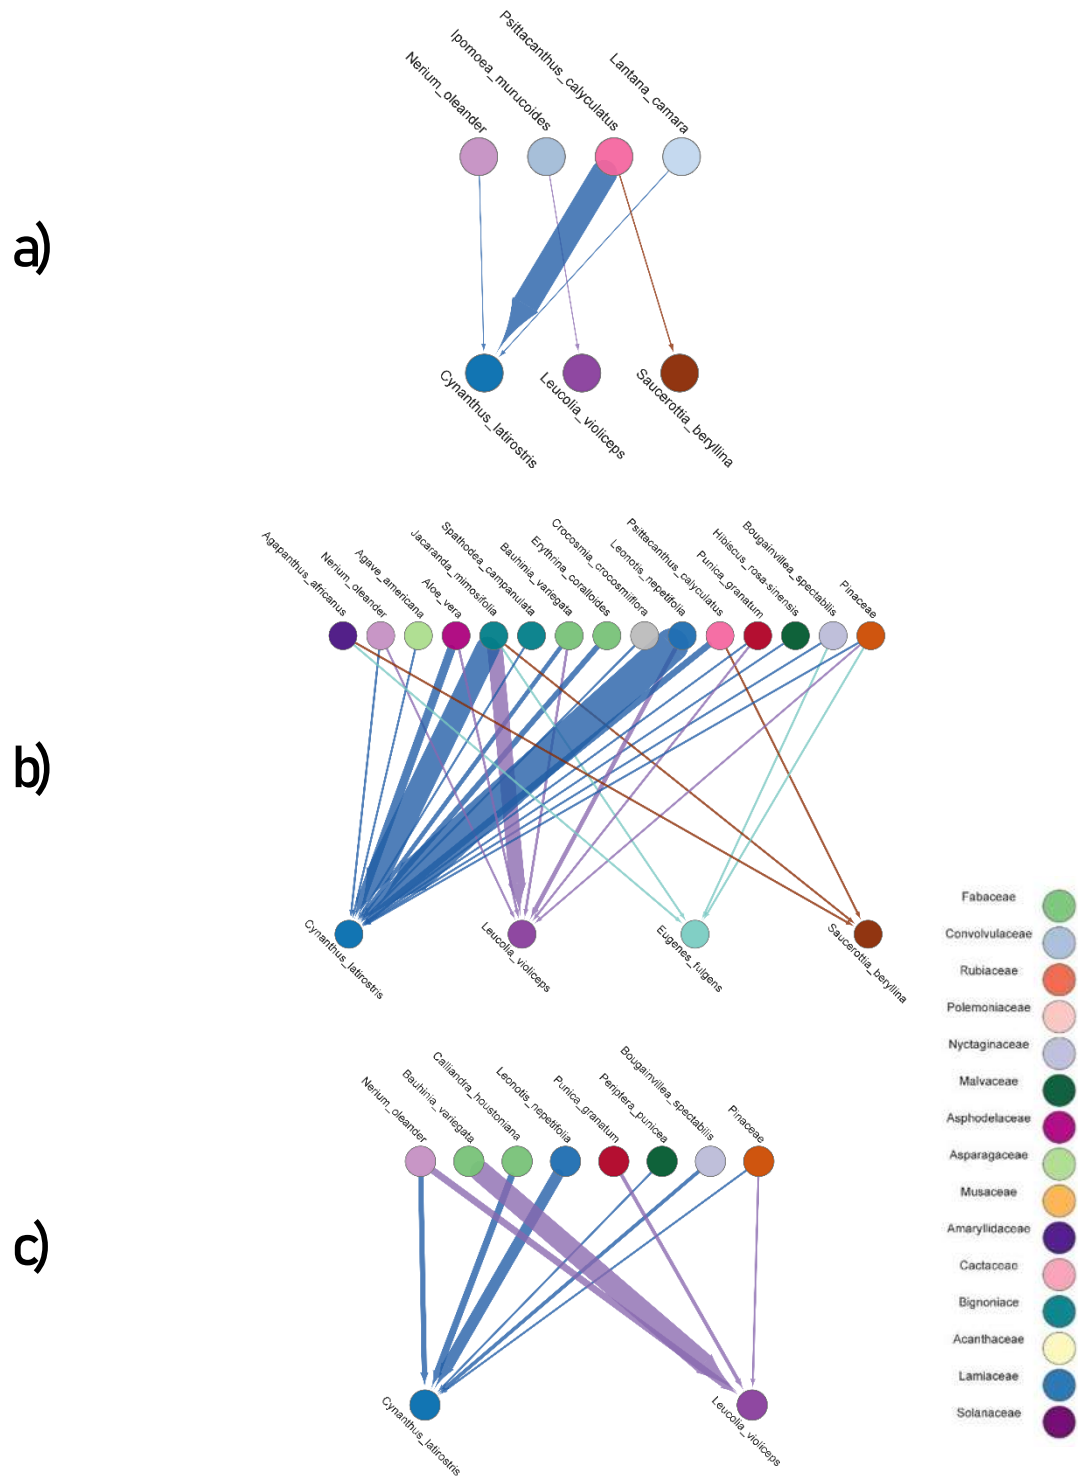 a)
Nerium_oleander
Ipomoea_murucoides
Psittacanthus_calyculatus
Lantana_camara
Cynanthus_latirostris
Leucolia_violiceps
Saucerottia_beryllina
b)
Agapanthus_africanus
Nerium_oleander
Agave_americana
Aloe_vera
Jacaranda_mimosifolia
Spathodea_campanulata
Bauhinia_variegata
Erythrina_coralloides
Crocosmia_crocosmiiflora
Leonotis_nepetifolia
Psittacanthus_calyculatus
Punica_granatum
Hibiscus_rosa-sinensis
Bougainvillea_spectabilis
Pinaceae
Cynanthus_latirostris
Leucolia_violiceps
Eugenes_fulgens
Saucerottia_beryllina
c)
Nerium_oleander
Bauhinia_variegata
Calliandra_houstoniana
Leonotis_nepetifolia
Punica_granatum
Periptera_punicea
Bougainvillea_spectabilis
Pinaceae
Cynanthus_latirostris
Leucolia_violiceps
Fabaceae
Convolvulaceae
Rubiaceae
Polemoniaceae
Nyctaginaceae
Malvaceae
Asphodelaceae
Asparagaceae
Musaceae
Amaryllidaceae
Cactaceae
Bignoniace
Acanthaceae
Lamiaceae
Solanaceae